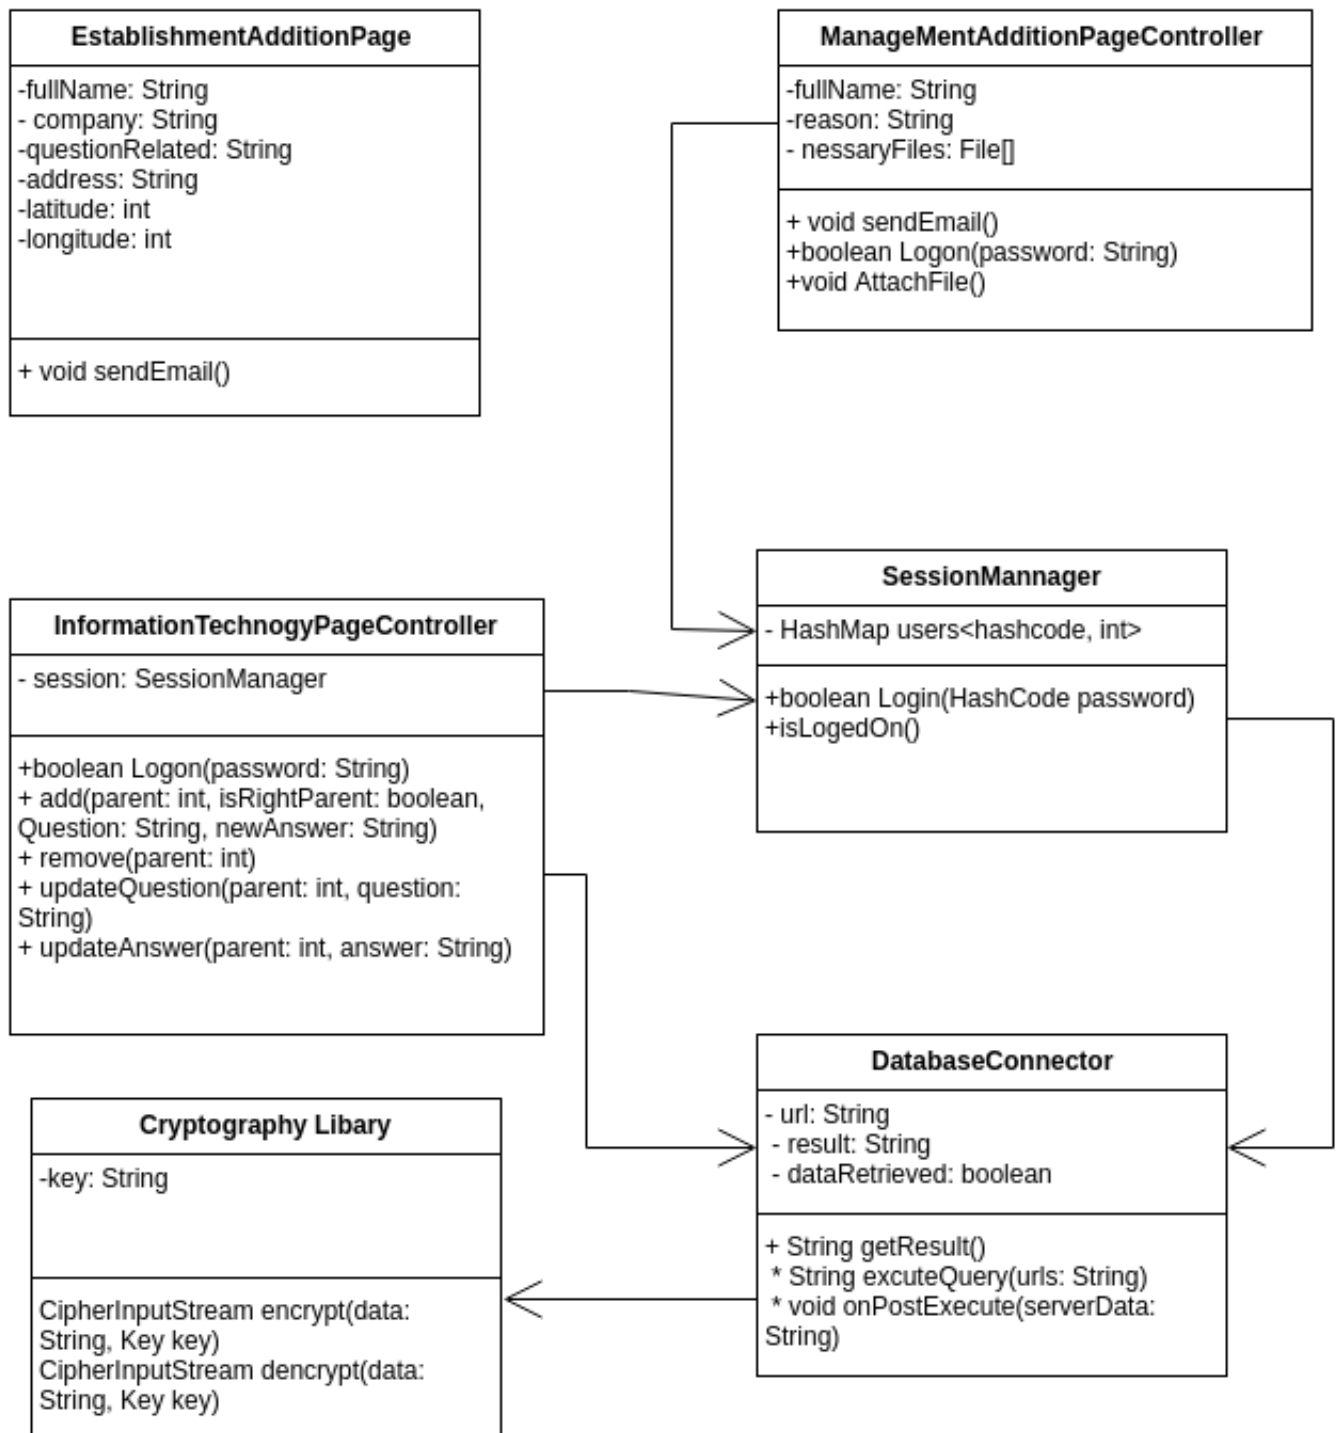 EstablishmentAdditionPage
-fullName: String
- company: String
-questionRelated: String
-address: String
-latitude: int
-longitude: int
+ void sendEmail()
ManageMentAdditionPageController
-fullName: String
-reason: String
- nessaryFiles: File[]
+ void sendEmail()
+boolean Logon(password: String)
+void AttachFile()
SessionMannager
- HashMap users<hashcode, int>
+boolean Login(HashCode password)
+isLogedOn()
InformationTechnogyPageController
- session: SessionManager
+boolean Logon(password: String)
+ add(parent: int, isRightParent: boolean,
Question: String, newAnswer: String)
+ remove(parent: int)
+ updateQuestion(parent: int, question:
String)
+ updateAnswer(parent: int, answer: String)
DatabaseConnector
- url: String
- result: String
- dataRetrieved: boolean
+ String getResult()
* String excuteQuery(urls: String)
* void onPostExecute(serverData:
String)
Cryptography Libary
-key: String
CipherInputStream encrypt(data:
String, Key key)
CipherInputStream dencrypt(data:
String, Key key)